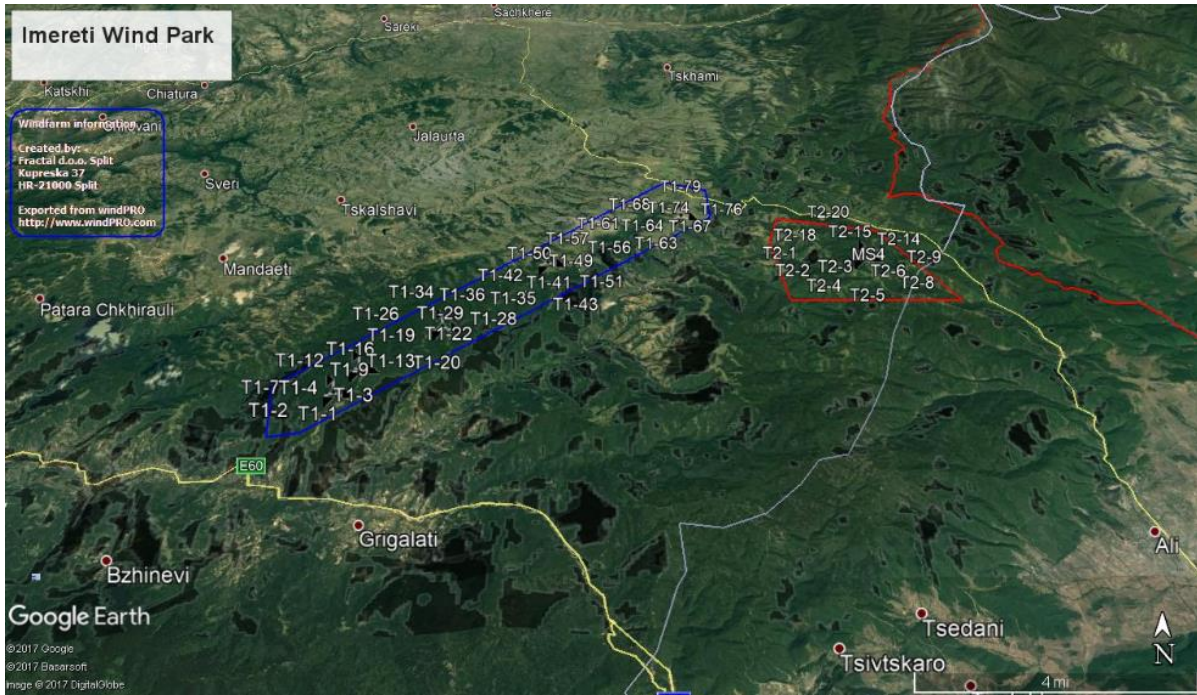 Imereti Wind Park
Sachkhere
Sareki
Tskhami
Katskhi
Chiatura
Windfarm information
Created by:
Fractal d.o.o. Split
Kupreska 37
HR-21000 Split
Exported from windPRO
http://www.windPRO.com
Jalaurta
Sveri
Tskalshavi
Mandaeti
Patara Chkhirauli
T1-79
T1-68
T1-74
T1-76
T1-61
T1-64
T1-67
T1-57
T1-56
T1-63
T1-50
T1-49
T1-42
T1-41
T1-51
T1-34
T1-36
T1-35
T1-43
T1-26
T1-29
T1-28
T1-19
T1-22
T1-16
T1-12
T1-13
T1-20
T1-9
T1-7
T1-4
T1-3
T1-2
T1-1
T2-20
T2-18
T2-15
T2-14
T2-1
MS4
T2-9
T2-2
T2-3
T2-6
T2-4
T2-8
T2-5
E60
Grigalati
Bzhinevi
Ali
Tsedani
Tsivtskaro
Google Earth
©2017 Google
©2017 Basarsoft
Image © 2017 DigitalGlobe
N
4 mi